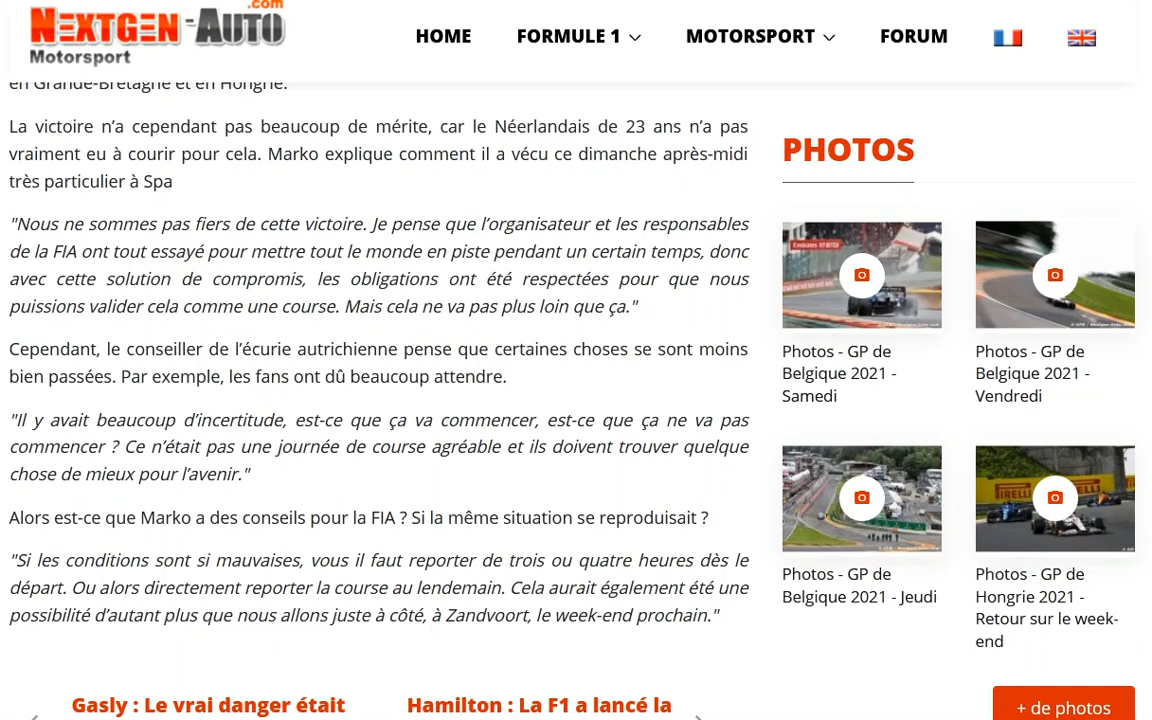 .com
NEXTGEN-AUTO
Motorsport
HOME
FORMULE 1
MOTORSPORT
FORUM
en Grande-Bretagne et en Hongrie.
La victoire n’a cependant pas beaucoup de mérite, car le Néerlandais de 23 ans n’a pas
vraiment eu à courir pour cela. Marko explique comment il a vécu ce dimanche après-midi
très particulier à Spa
"Nous ne sommes pas fiers de cette victoire. Je pense que l’organisateur et les responsables
de la FIA ont tout essayé pour mettre tout le monde en piste pendant un certain temps, donc
avec cette solution de compromis, les obligations ont été respectées pour que nous
puissions valider cela comme une course. Mais cela ne va pas plus loin que ça."
Cependant, le conseiller de l’écurie autrichienne pense que certaines choses se sont moins
bien passées. Par exemple, les fans ont dû beaucoup attendre.
"Il y avait beaucoup d’incertitude, est-ce que ça va commencer, est-ce que ça ne va pas
commencer ? Ce n’était pas une journée de course agréable et ils doivent trouver quelque
chose de mieux pour l’avenir."
Alors est-ce que Marko a des conseils pour la FIA ? Si la même situation se reproduisait ?
"Si les conditions sont si mauvaises, vous il faut reporter de trois ou quatre heures dès le
départ. Ou alors directement reporter la course au lendemain. Cela aurait également été une
possibilité d’autant plus que nous allons juste à côté, à Zandvoort, le week-end prochain."
Gasly : Le vrai danger était
Hamilton : La F1 a lancé la
PHOTOS
Emirates
Photos - GP de
Belgique 2021 -
Samedi
Photos - GP de
Belgique 2021 -
Vendredi
Photos - GP de
Belgique 2021 - Jeudi
PIRELLI
Photos - GP de
Hongrie 2021 -
Retour sur le week-
end
+ de photos